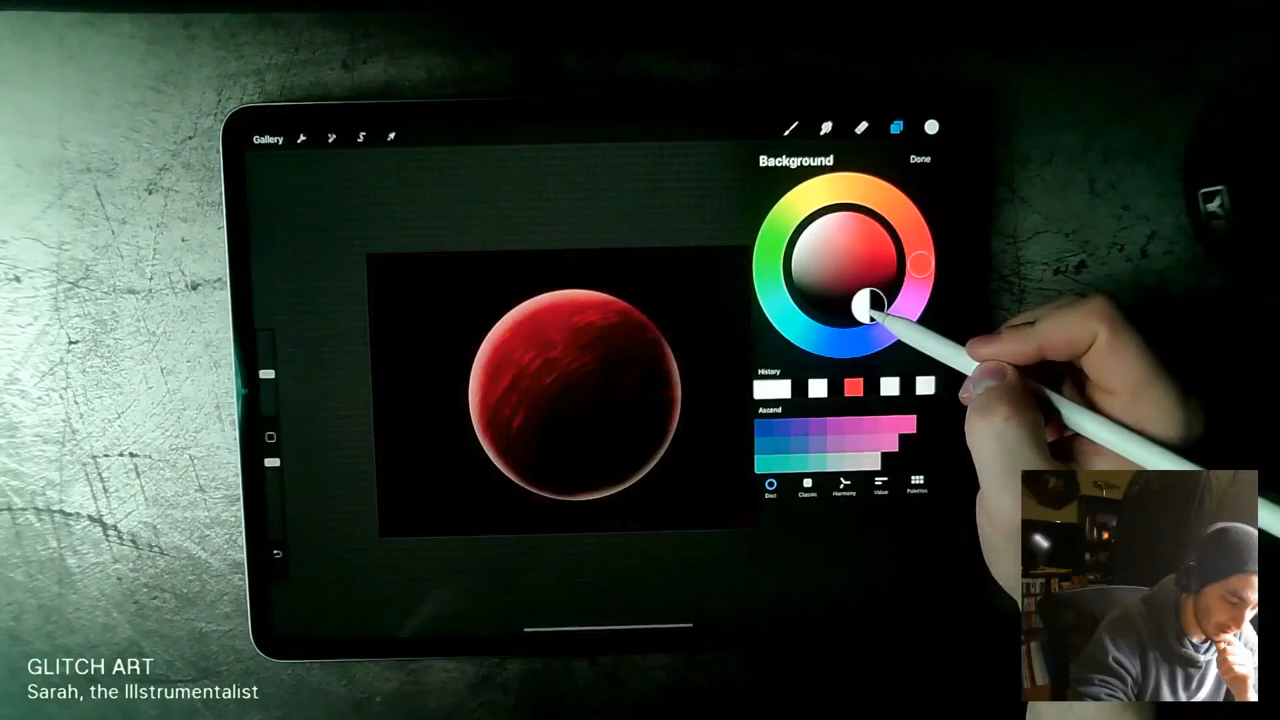 Gallery
Background
Done
History
Ascend
Disc
Classic
Harmony
Value
Palettes
GLITCH ART
Sarah, the Illstrumentalist